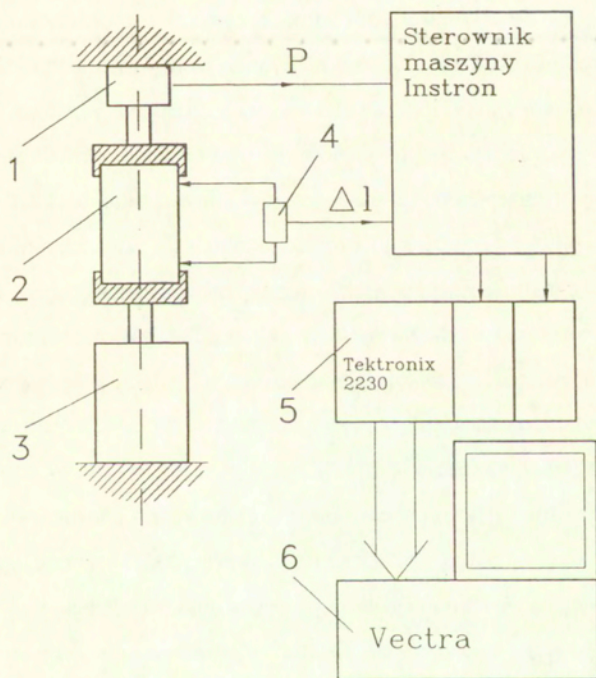 Sterownik
maszyny
Instron
P
1
4
Δl
2
Tektronix
2230
5
3
6
Vectra